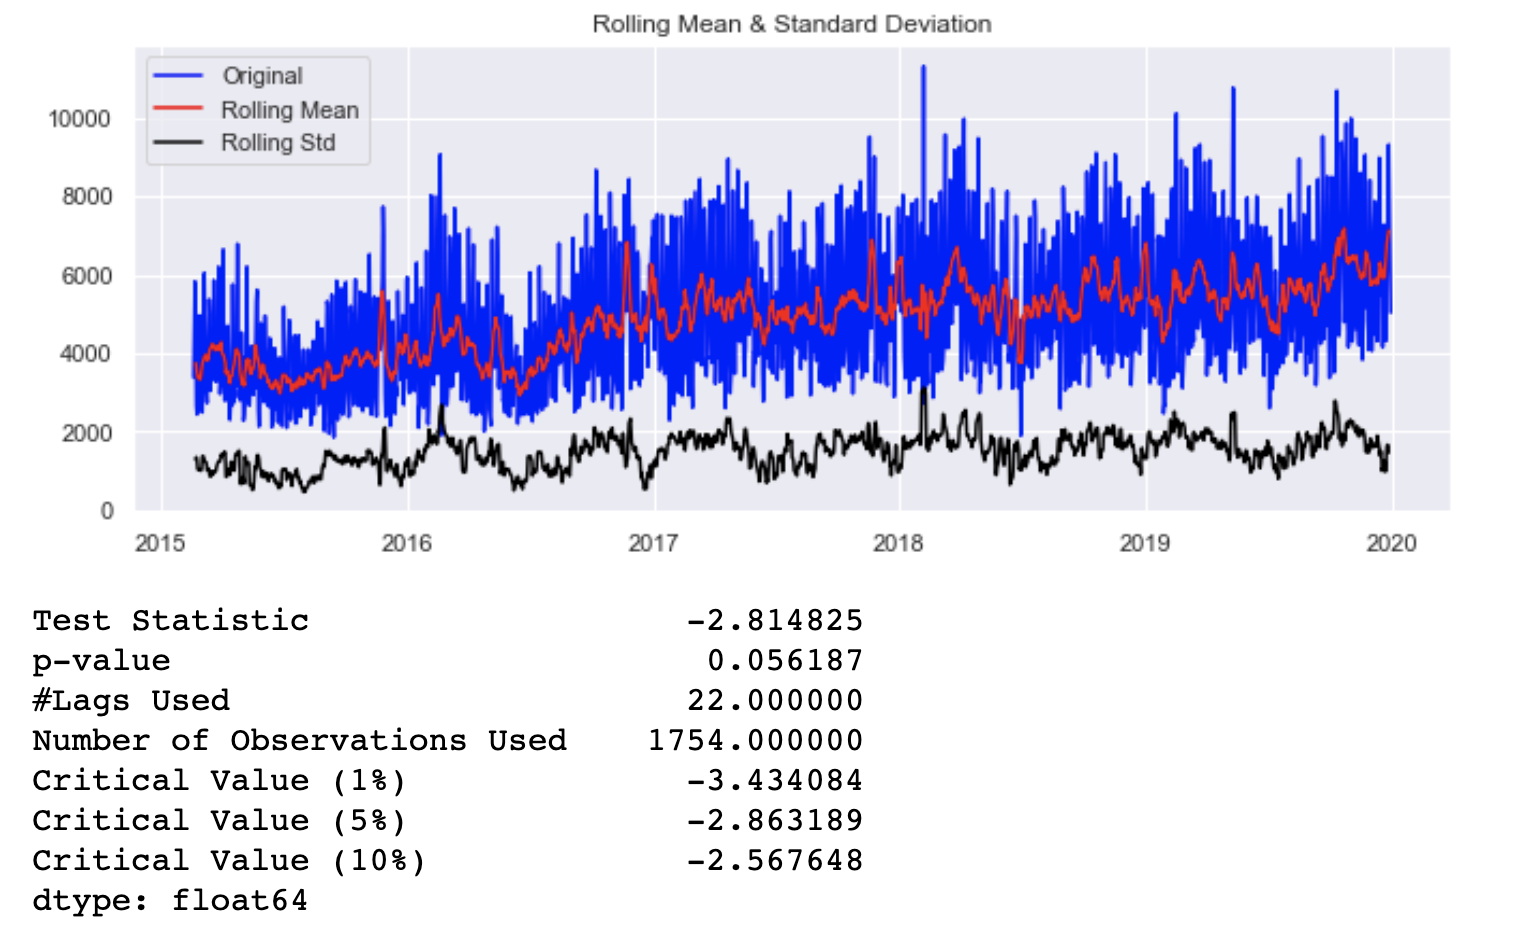 Rolling Mean & Standard Deviation
Original
Rolling Mean
Rolling Std
10000
8000
6000
4000
2000
0
2015 2016 2017 2018 2019 2020
Test Statistic -2.814825
p-value 0.056187
#Lags Used 22.000000
Number of Observations Used 1754.000000
Critical Value (1%) -3.434084
Critical Value (5%) -2.863189
Critical Value (10%) -2.567648
dtype: float64